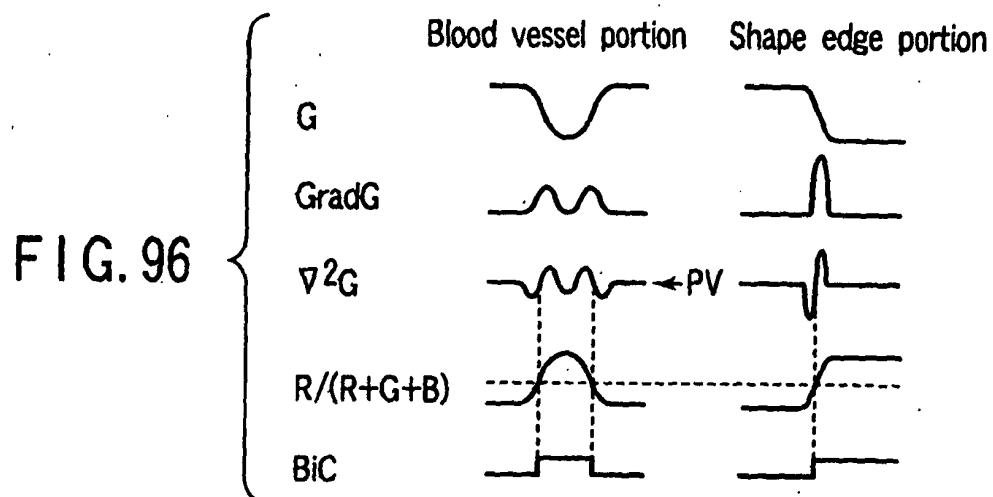 Blood vessel portion Shape edge portion
G
GradG
FIG. 96
∇²G
←PV
R/(R+G+B)
BiC